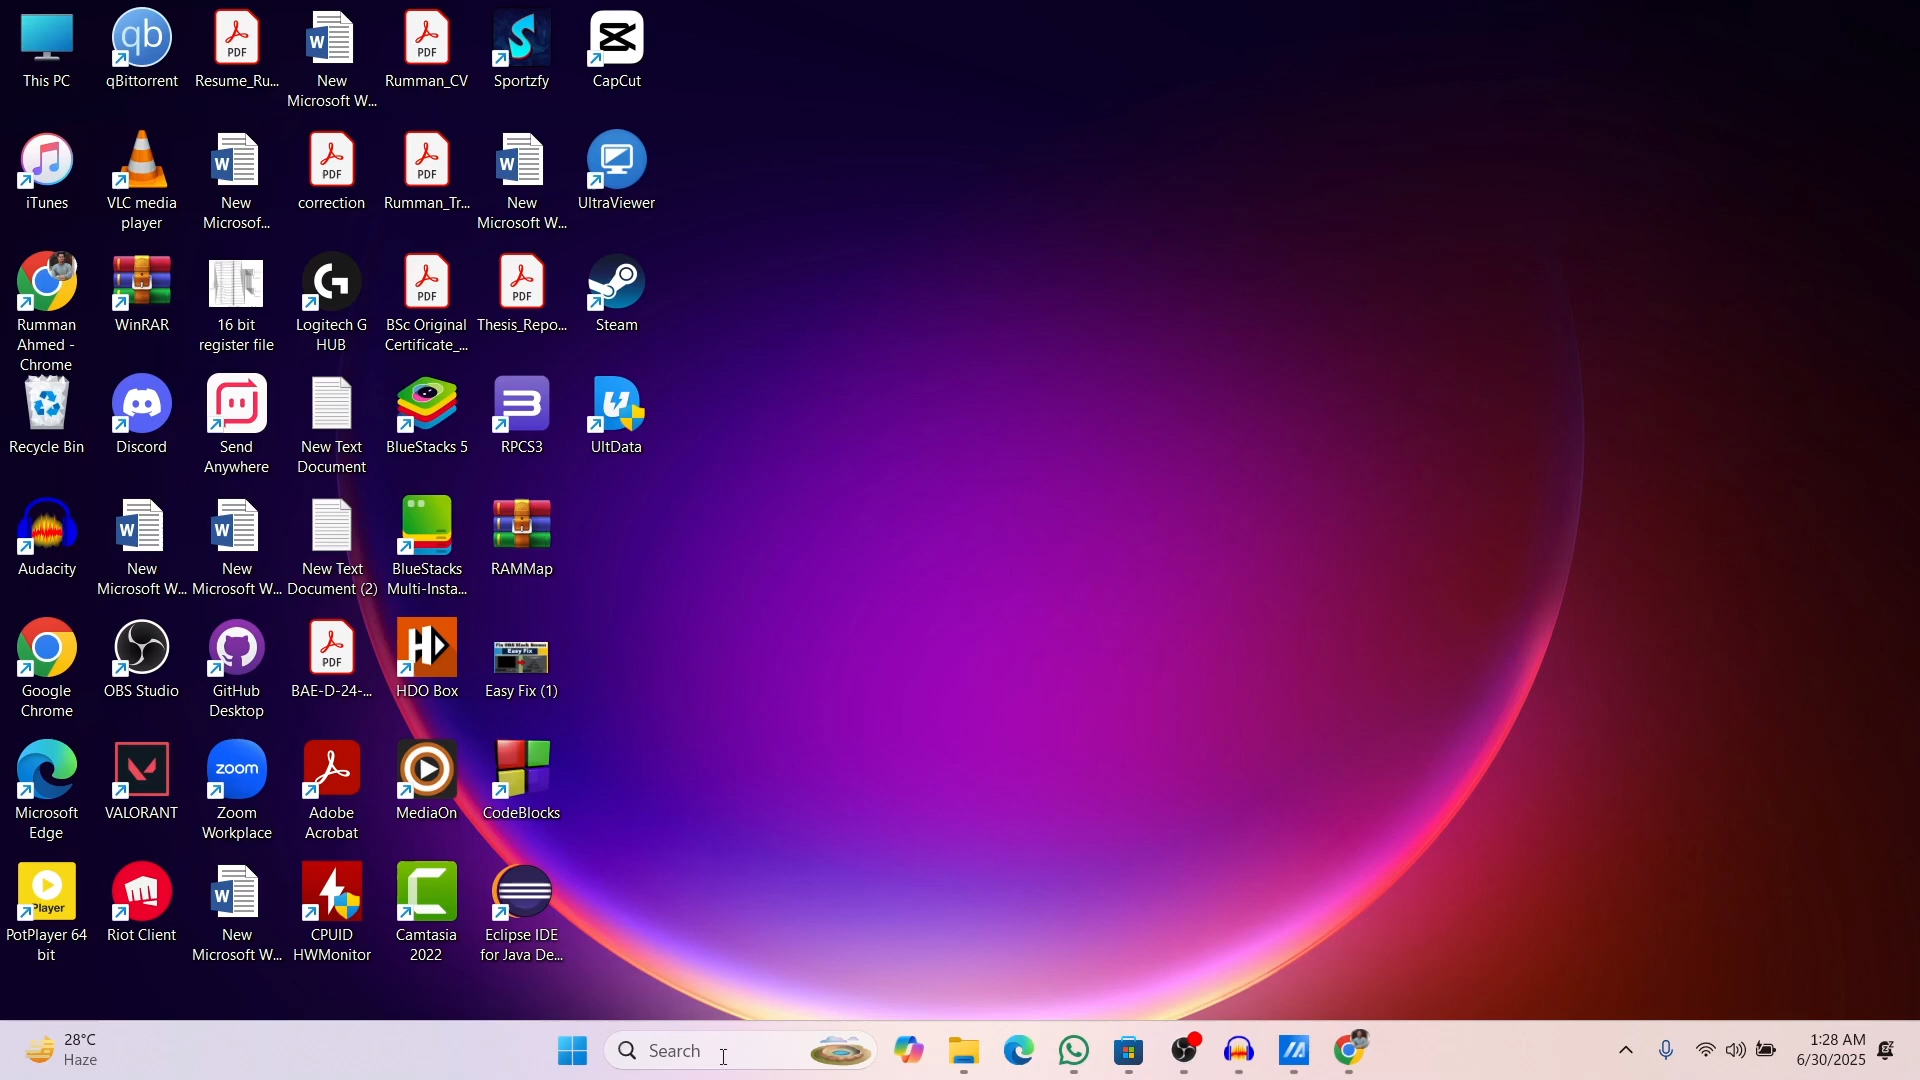 This PC
qBittorrent
Resume_Ru...
New
Microsoft W...
Rumman_CV
Sportzfy
CapCut
iTunes
VLC media
player
New
Microsof...
correction
Rumman_Tr...
New
Microsoft W...
UltraViewer
Rumman
Ahmed -
Chrome
WinRAR
16 bit
register file
Logitech G
HUB
BSc Original
Certificate_...
Thesis_Repo...
Steam
Recycle Bin
Discord
Send
Anywhere
New Text
Document
BlueStacks 5
RPCS3
UltData
Audacity
New
Microsoft W...
New
Microsoft W...
New Text
Document (2)
BlueStacks
Multi-Insta...
RAMMap
Google
Chrome
OBS Studio
GitHub
Desktop
BAE-D-24-...
HDO Box
Easy Fix (1)
Microsoft
Edge
VALORANT
Zoom
Workplace
Adobe
Acrobat
MediaOn
CodeBlocks
PotPlayer 64
bit
Riot Client
New
Microsoft W...
CPUID
HWMonitor
Camtasia
2022
Eclipse IDE
for Java De...
28°C
Haze
Search
1:28 AM
6/30/2025